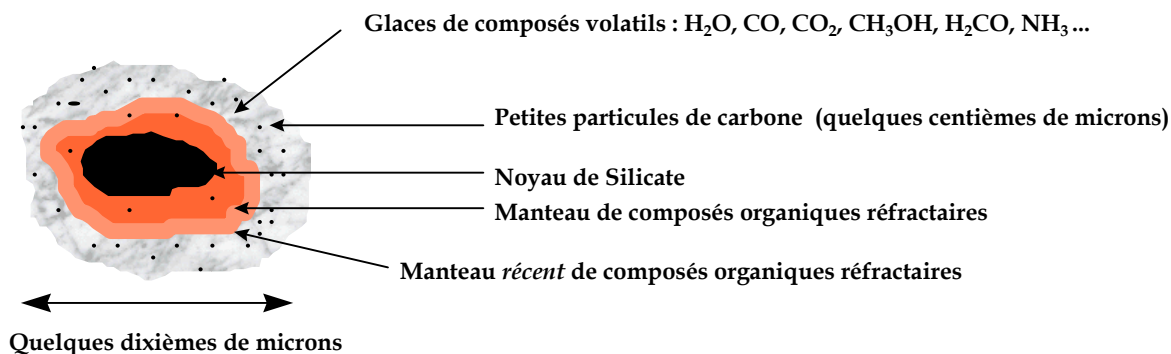 Glaces de composés volatils : H₂O, CO, CO₂, CH₃OH, H₂CO, NH₃ ...
Petites particules de carbone (quelques centièmes de microns)
Noyau de Silicate
Manteau de composés organiques réfractaires
Manteau récent de composés organiques réfractaires
Quelques dixièmes de microns